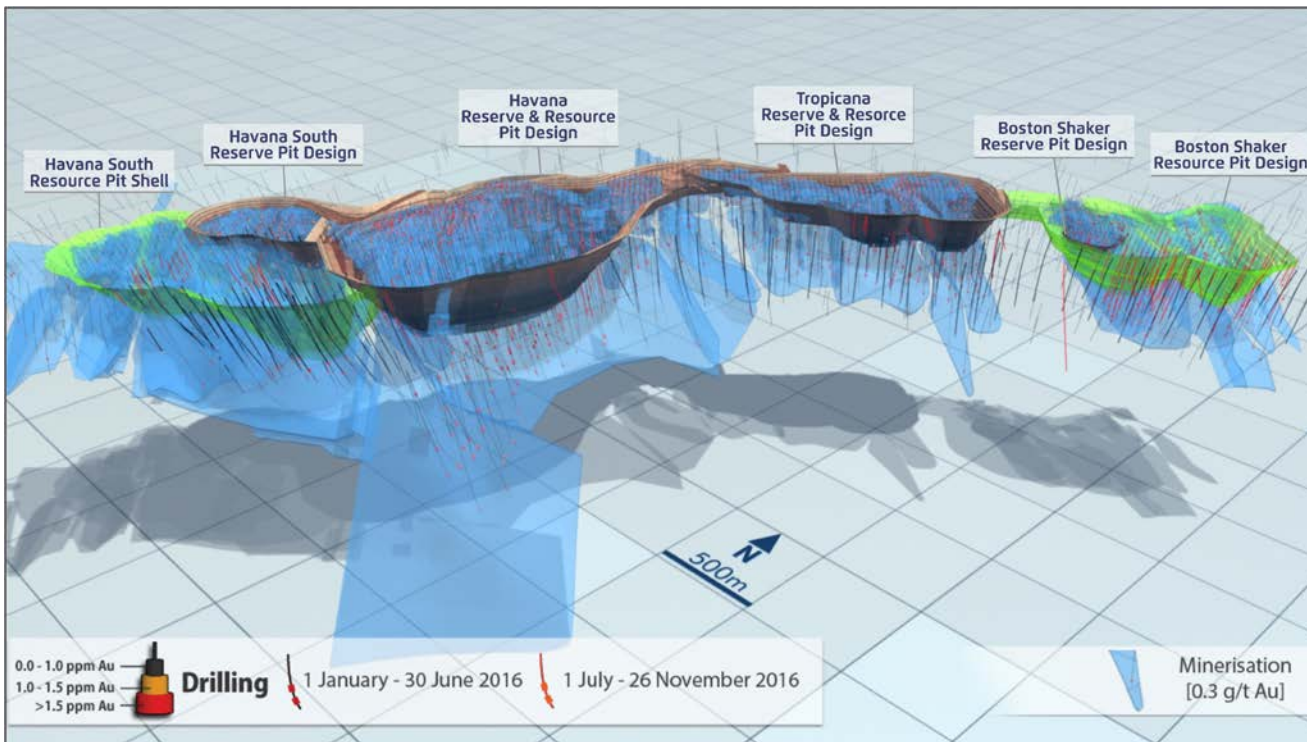 Havana South
Resource Pit Shell
Havana South
Reserve Pit Design
Havana
Reserve & Resource
Pit Design
Tropicana
Reserve & Resorce
Pit Design
Boston Shaker
Reserve Pit Design
Boston Shaker
Resource Pit Design
N
500m
0.0 - 1.0 ppm Au
1.0 - 1.5 ppm Au
>1.5 ppm Au
Drilling
1 January - 30 June 2016
1 July - 26 November 2016
Minerisation
[0.3 g/t Au]